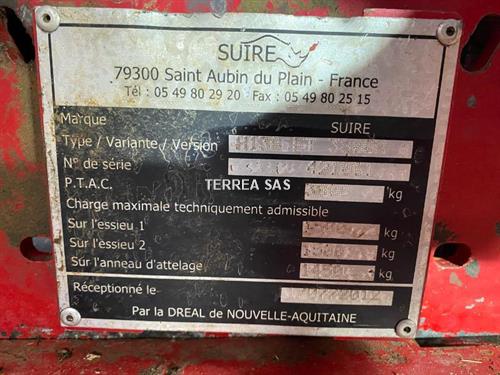 SUIRE
79300 Saint Aubin du Plain - France
Tél : 05 49 80 29 20 - Fax : 05 49 80 25 15
Marque SUIRE
Type / Variante / Version
N° de série
TERREA SAS
P.T.A.C. kg
Charge maximale techniquement admissible
Sur l'essieu 1 kg
Sur l'essieu 2 kg
Sur l'anneau d'attelage kg
Réceptionné le
Par la DREAL de NOUVELLE-AQUITAINE